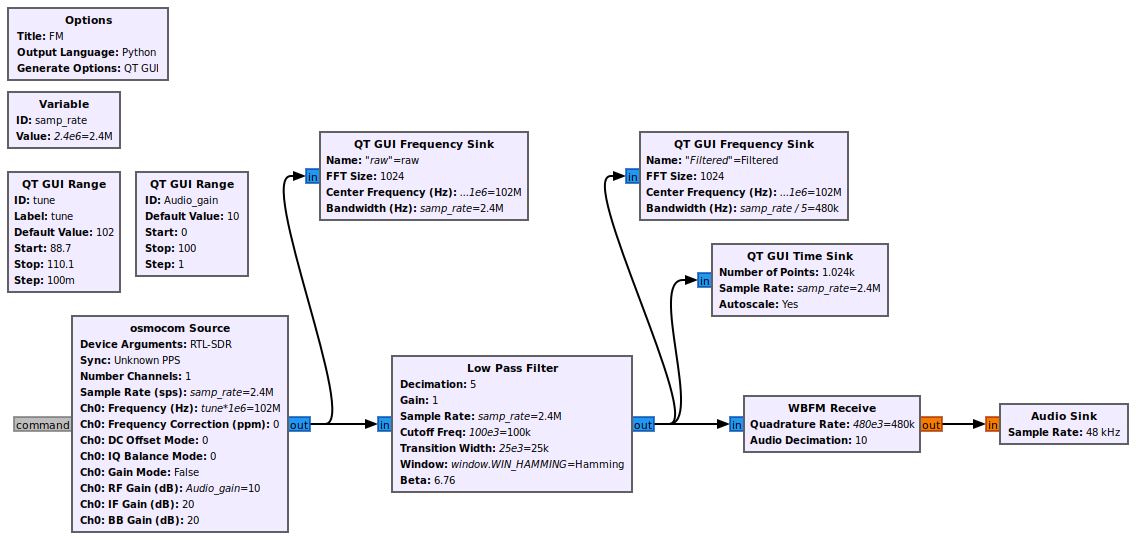 Options
Title: FM
Output Language: Python
Generate Options: QT GUI
Variable
ID: samp_rate
Value: 2.4e6=2.4M
QT GUI Range
ID: tune
Label: tune
Default Value: 102
Start: 88.7
Stop: 110.1
Step: 100m
QT GUI Range
ID: Audio_gain
Default Value: 10
Start: 0
Stop: 100
Step: 1
in
QT GUI Frequency Sink
Name: "raw"=raw
FFT Size: 1024
Center Frequency (Hz): ...1e6=102M
Bandwidth (Hz): samp_rate=2.4M
in
QT GUI Frequency Sink
Name: "Filtered"=Filtered
FFT Size: 1024
Center Frequency (Hz): ...1e6=102M
Bandwidth (Hz): samp_rate / 5=480k
in
QT GUI Time Sink
Number of Points: 1.024k
Sample Rate: samp_rate=2.4M
Autoscale: Yes
command
osmocom Source
Device Arguments: RTL-SDR
Sync: Unknown PPS
Number Channels: 1
Sample Rate (sps): samp_rate=2.4M
Ch0: Frequency (Hz): tune*1e6=102M
Ch0: Frequency Correction (ppm): 0
Ch0: DC Offset Mode: 0
Ch0: IQ Balance Mode: 0
Ch0: Gain Mode: False
Ch0: RF Gain (dB): Audio_gain=10
Ch0: IF Gain (dB): 20
Ch0: BB Gain (dB): 20
out
in
Low Pass Filter
Decimation: 5
Gain: 1
Sample Rate: samp_rate=2.4M
Cutoff Freq: 100e3=100k
Transition Width: 25e3=25k
Window: window.WIN_HAMMING=Hamming
Beta: 6.76
out
in
WBFM Receive
Quadrature Rate: 480e3=480k
Audio Decimation: 10
out
in
Audio Sink
Sample Rate: 48 kHz